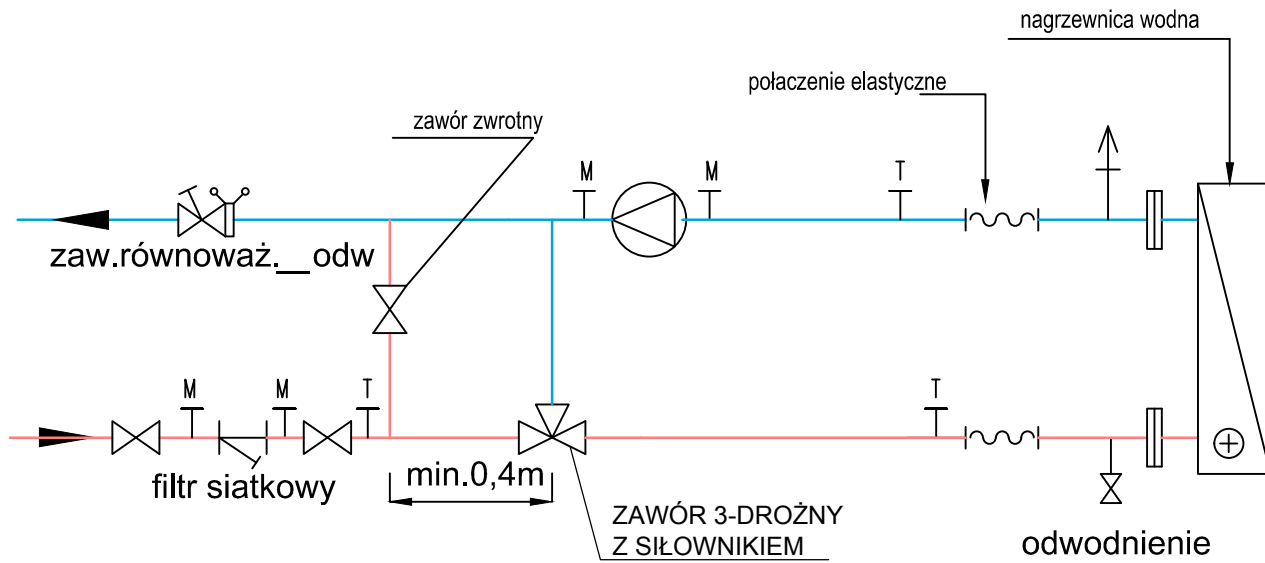 nagrzewnica wodna
połaczenie elastyczne
zawór zwrotny
M
M
T
zaw.równoważ.__odw
M
M
T
T
filtr siatkowy
min.0,4m
ZAWÓR 3-DROŻNY
Z SIŁOWNIKIEM
odwodnienie